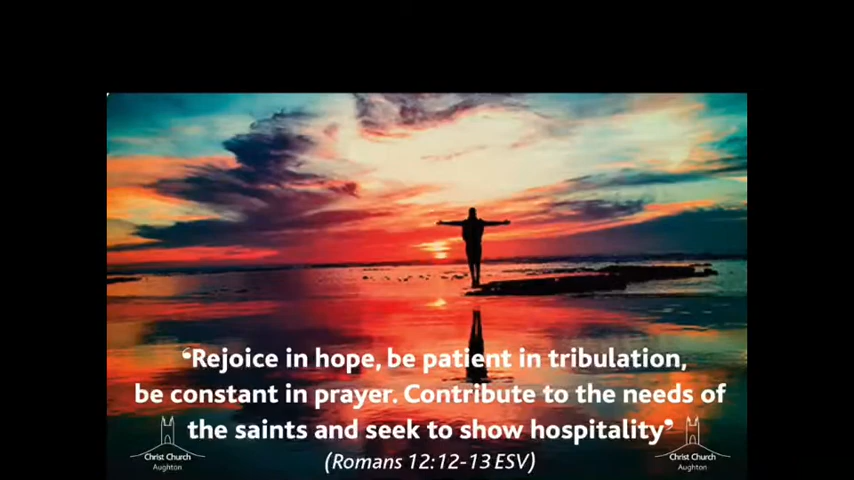 ‘Rejoice in hope, be patient in tribulation,
be constant in prayer. Contribute to the needs of
the saints and seek to show hospitality’
(Romans 12:12-13 ESV)
Christ Church
Aughton
Christ Church
Aughton